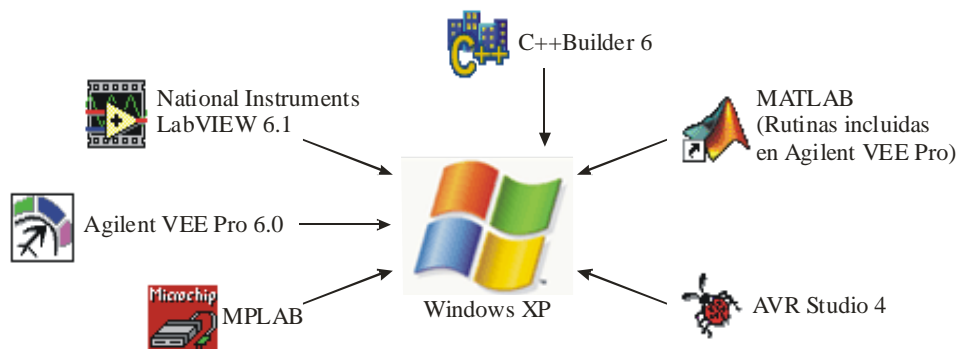 C++
C++Builder 6
National Instruments
LabVIEW 6.1
MATLAB
(Rutinas incluidas
en Agilent VEE Pro)
Agilent VEE Pro 6.0
Microchip
MPLAB
Windows XP
AVR Studio 4